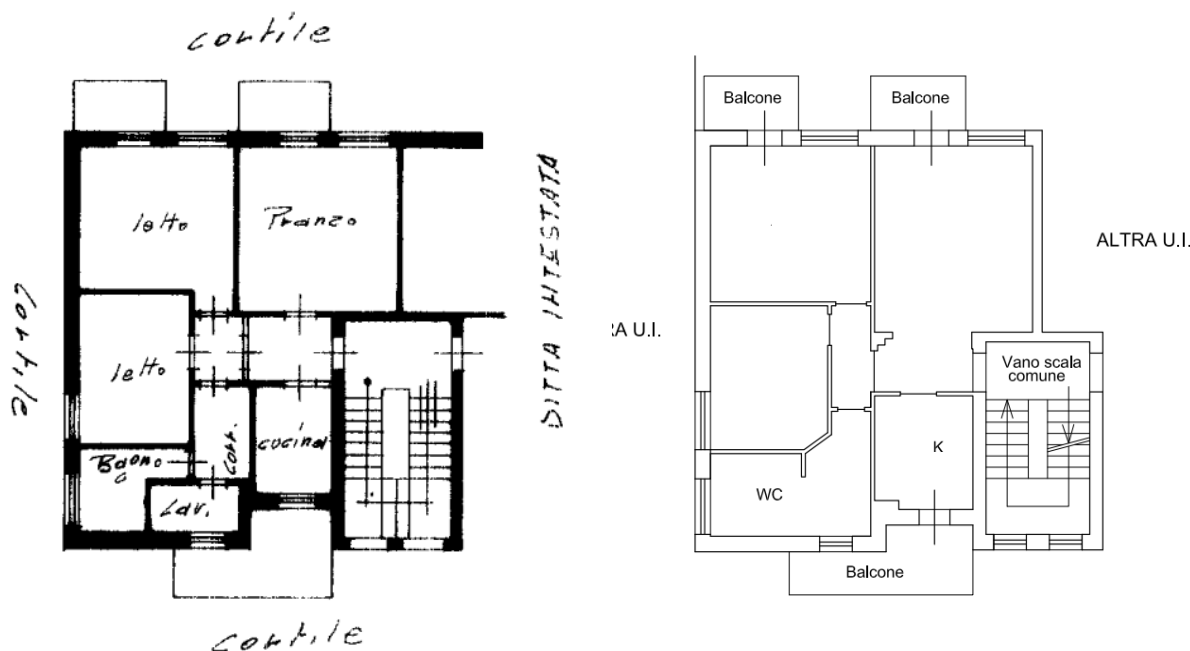 cortile
letto
Pranzo
cortile
letto
DITTA INTESTATA
Bagno
Corr.
cucina
Lav.
cortile
Balcone
Balcone
ALTRA U.I.
RA U.I.
Vano scala
comune
K
WC
Balcone